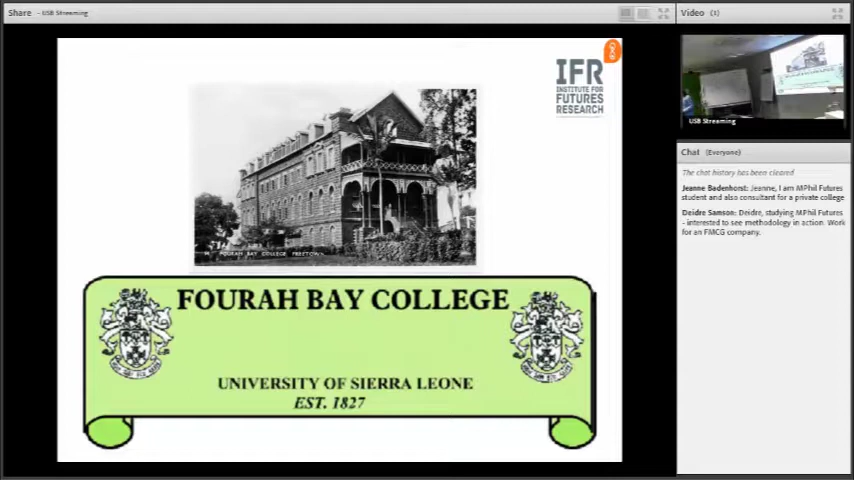 Share - USB Streaming
Video (1)
IFR
INSTITUTE FOR
FUTURES
RESEARCH
FOURAH BAY COLLEGE FREETOWN
FOURAH BAY COLLEGE
UNIVERSITY OF SIERRA LEONE
EST. 1827
USB Streaming
Chat (Everyone)
The chat history has been cleared
Jeanne Badenhorst: Jeanne, I am MPhil Futures
student and also consultant for a private college
Deidre Samson: Deidre, studying MPhil Futures
- interested to see methodology in action. Work
for an FMCG company.